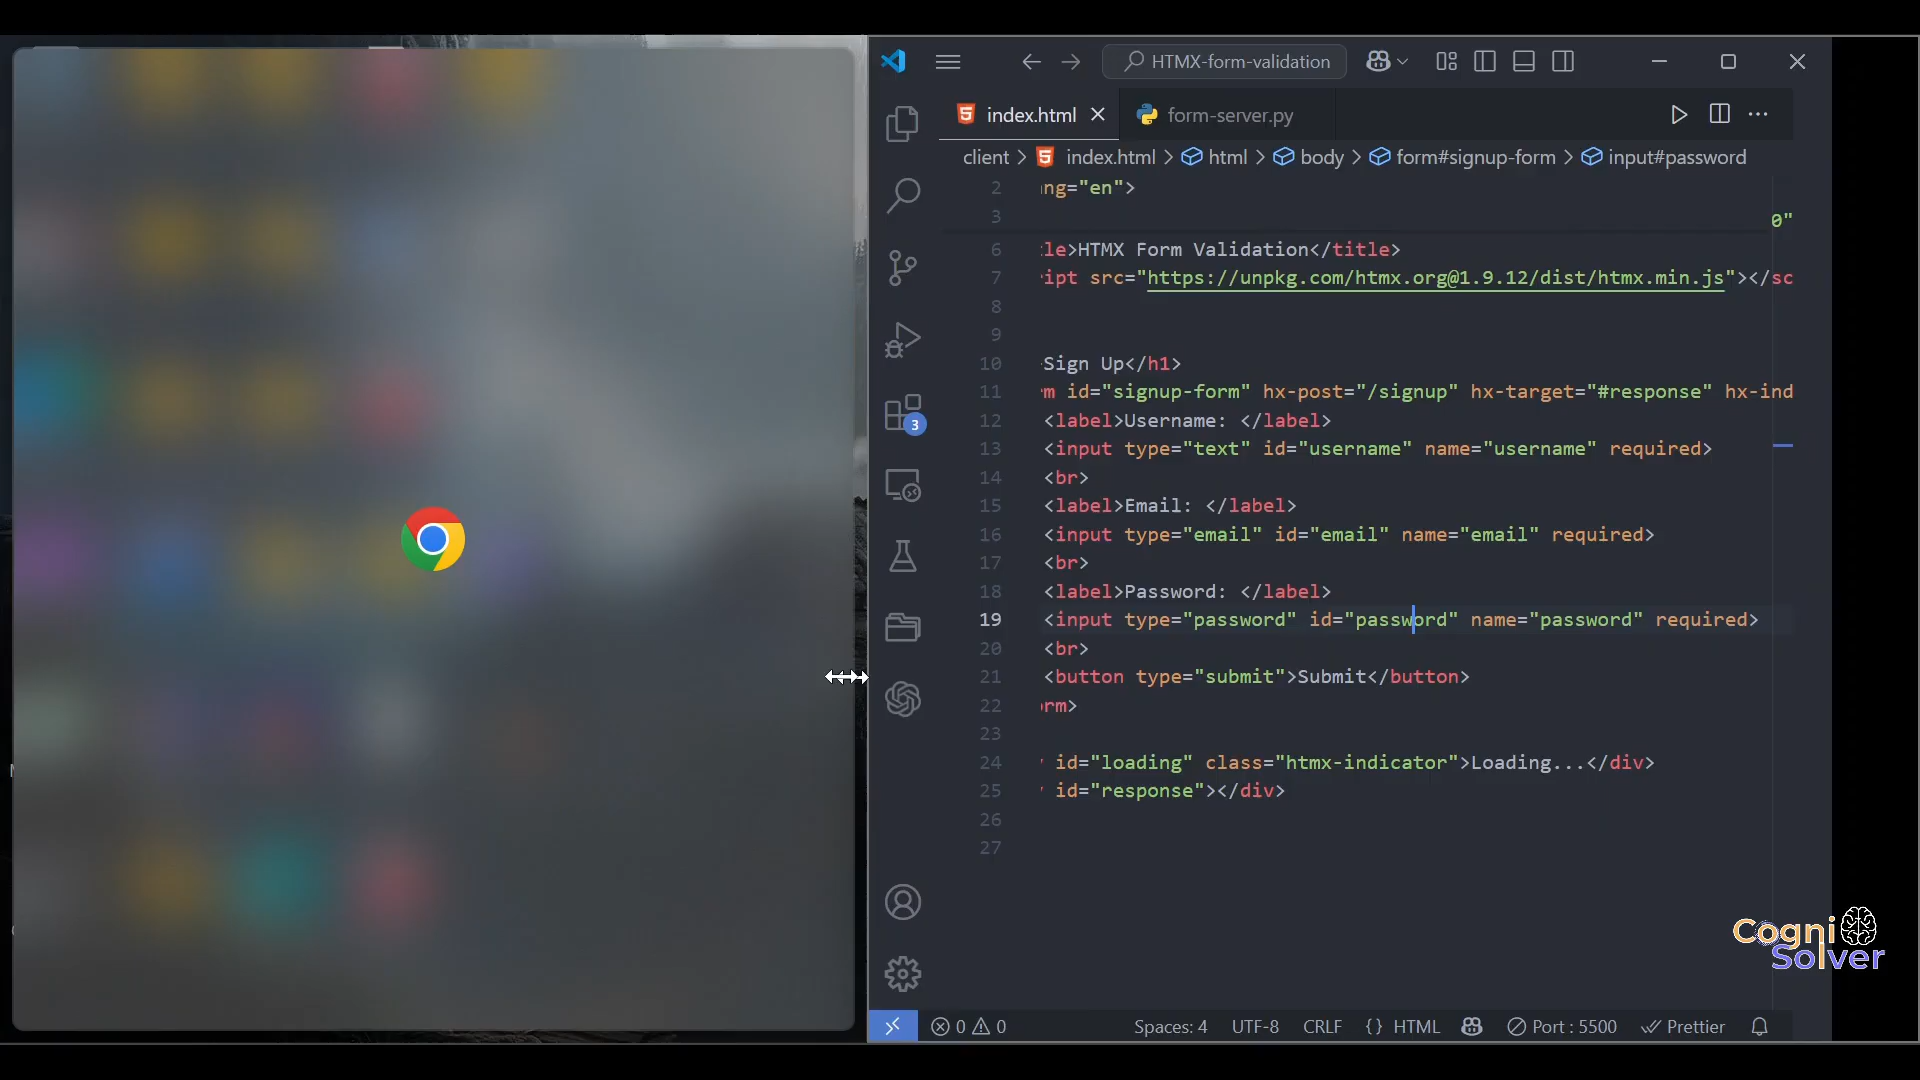 HTMX-form-validation
index.html
form-server.py
client > index.html > html > body > form#signup-form > input#password
2 ng="en">
3 0"
6 le>HTMX Form Validation</title>
7 ript src="https://unpkg.com/htmx.org@1.9.12/dist/htmx.min.js"></sc
8
9
10 Sign Up</h1>
11 rm id="signup-form" hx-post="/signup" hx-target="#response" hx-ind
12 <label>Username: </label>
13 <input type="text" id="username" name="username" required>
14 <br>
15 <label>Email: </label>
16 <input type="email" id="email" name="email" required>
17 <br>
18 <label>Password: </label>
19 <input type="password" id="password" name="password" required>
20 <br>
21 <button type="submit">Submit</button>
22 orm>
23
24 id="loading" class="htmx-indicator">Loading...</div>
25 id="response"></div>
26
27
3
Cogni
Solver
0 0 Spaces: 4 UTF-8 CRLF {} HTML Port : 5500 Prettier